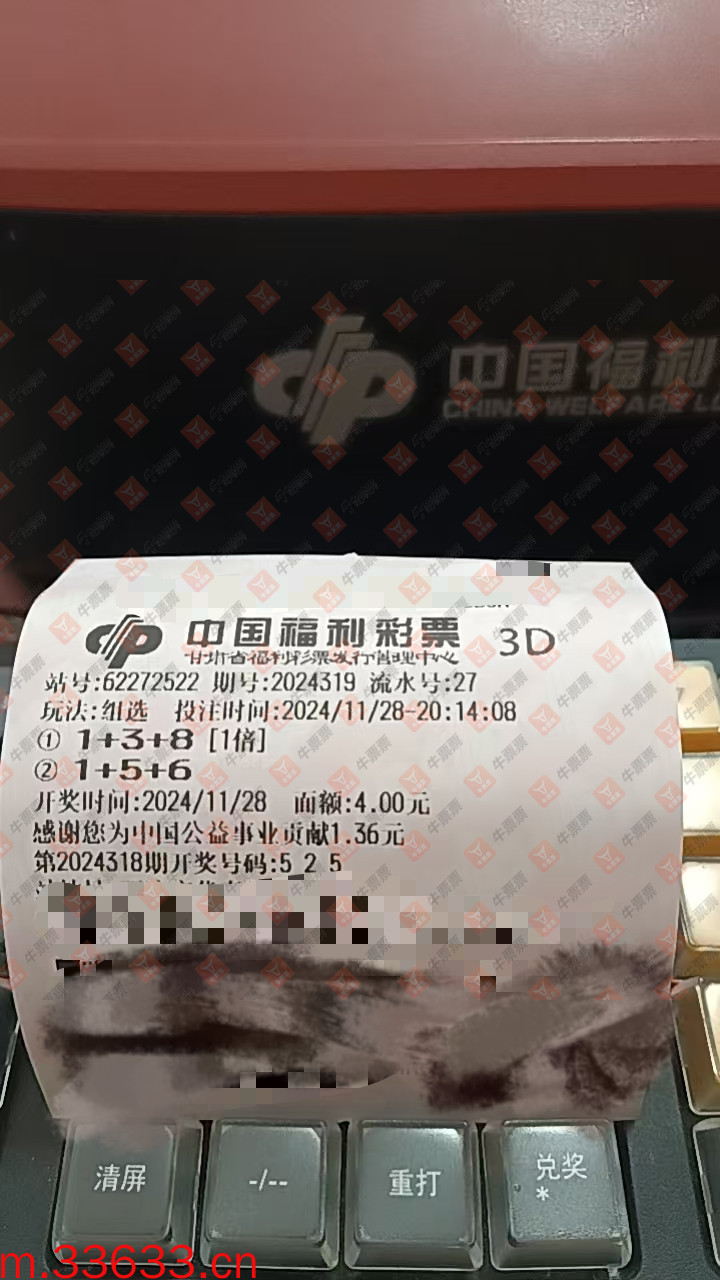 中国福利
CHINA WELFARE L
中国福利彩票 3D
甘肃省福利彩票发行管理中心
站号:62272522 期号:2024319 流水号:27
玩法:组选 投注时间:2024/11/28-20:14:08
① 1+3+8 [1倍]
② 1+5+6
开奖时间:2024/11/28 面额:4.00元
感谢您为中国公益事业贡献1.36元
第2024318期开奖号码:5 2 5
清屏 -/-- 重打 兑奖
*
m.33633.cn
牛票票